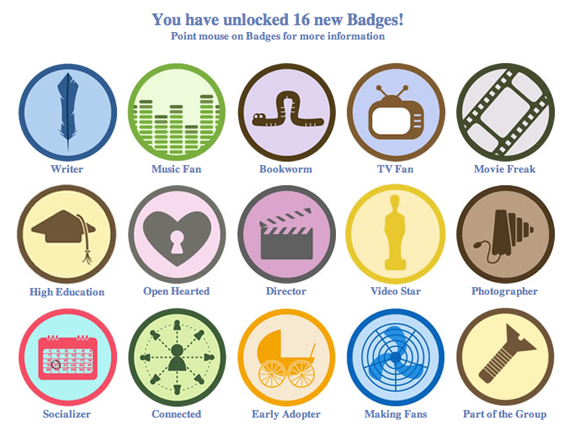 You have unlocked 16 new Badges!
Point mouse on Badges for more information
Writer Music Fan Bookworm TV Fan Movie Freak
High Education Open Hearted Director Video Star Photographer
Socializer Connected Early Adopter Making Fans Part of the Group